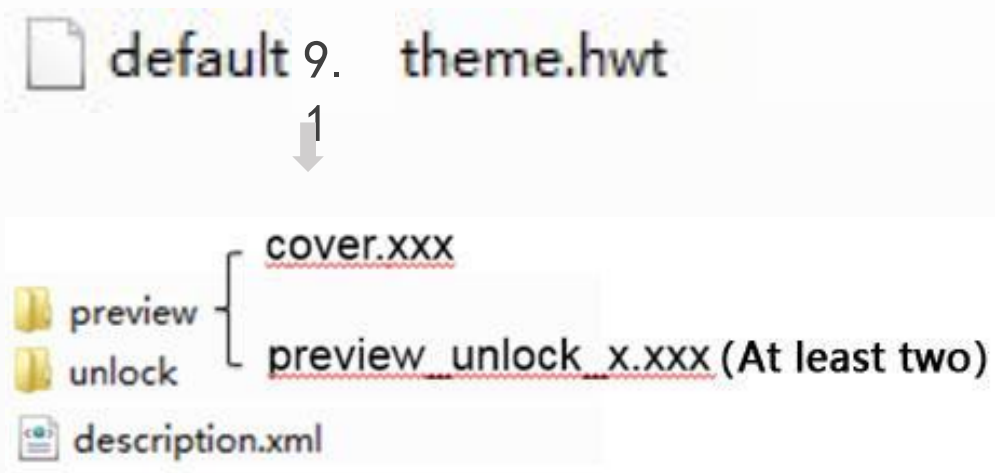 default 9. theme.hwt
1
cover.xxx
preview
preview_unlock_x.xxx (At least two)
unlock
description.xml